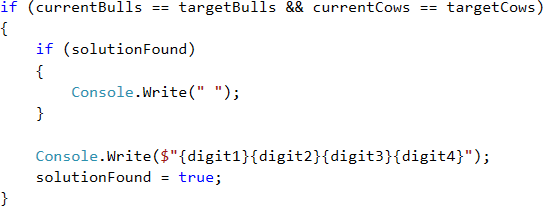 if (currentBulls == targetBulls && currentCows == targetCows)
{
    if (solutionFound)
    {
        Console.Write(" ");
    }

    Console.Write($"{digit1}{digit2}{digit3}{digit4}");
    solutionFound = true;
}